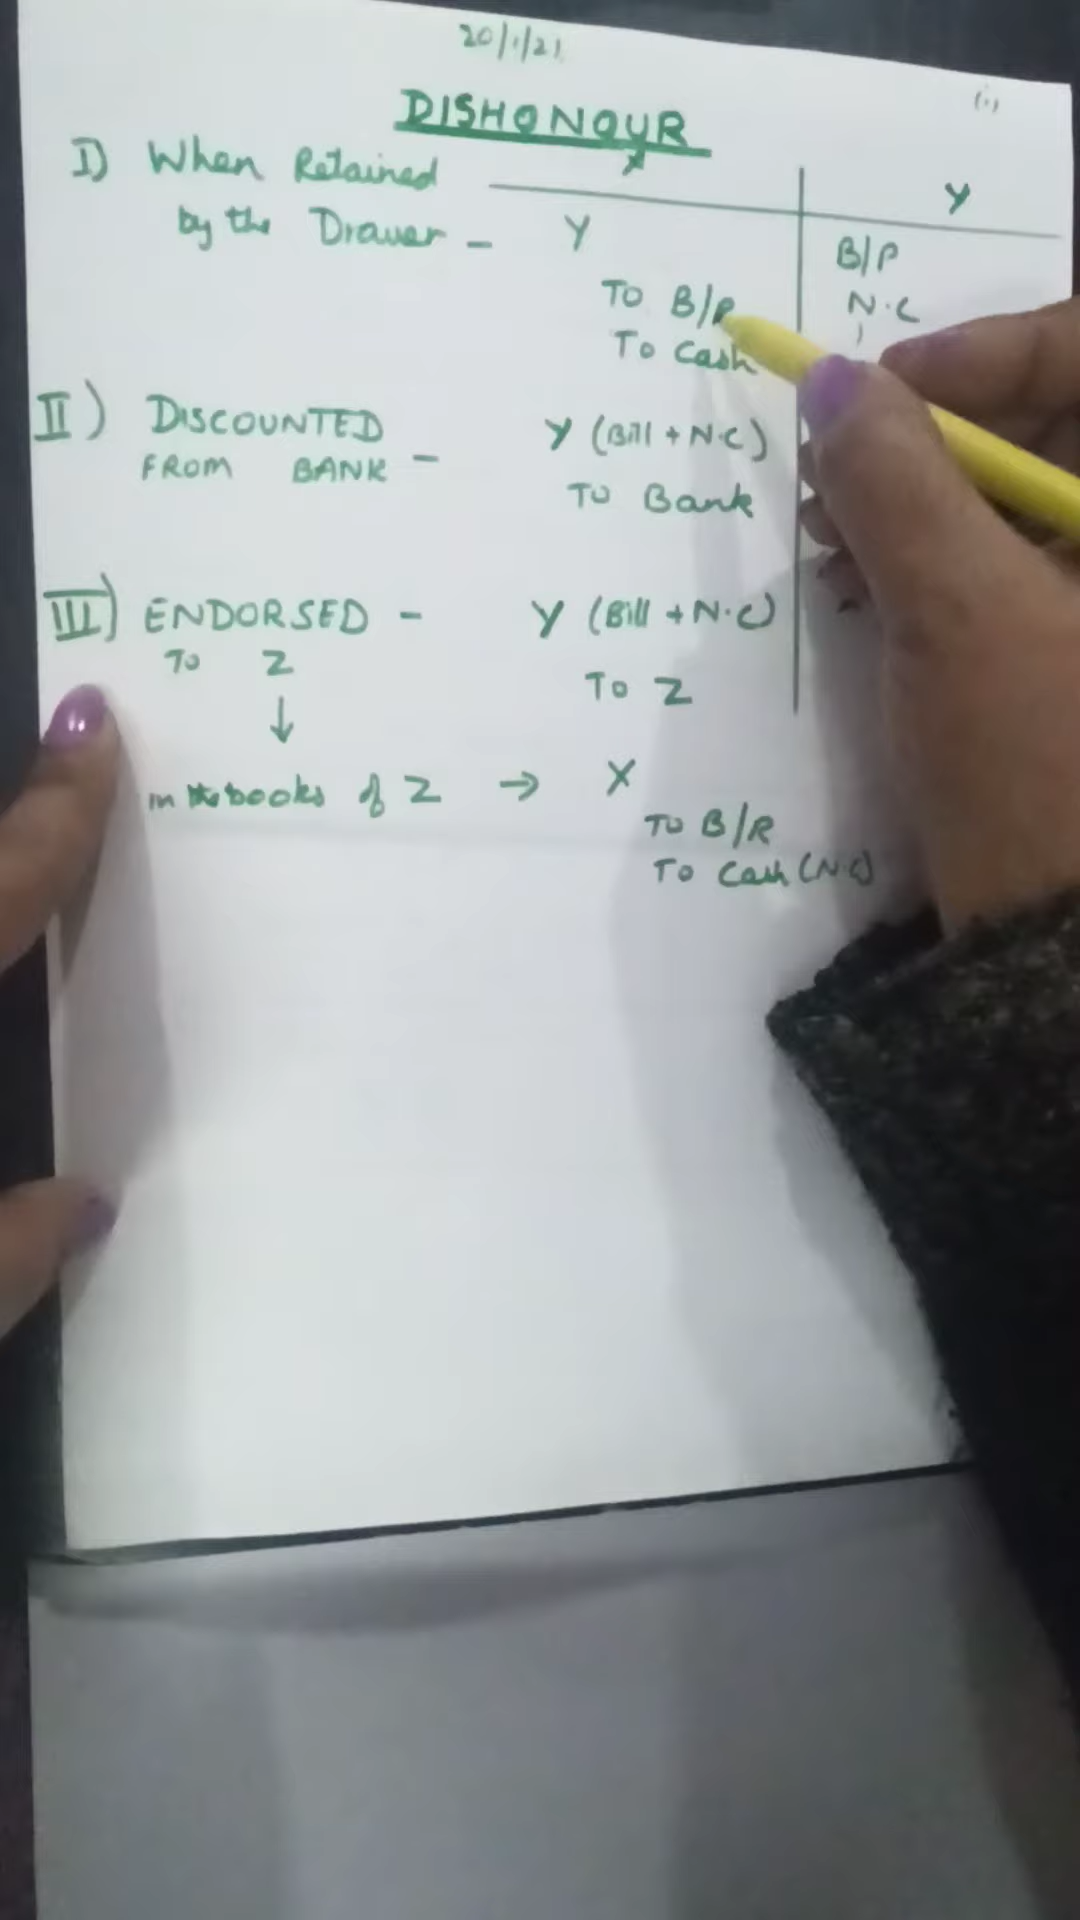 20/1/21
(i)
DISHONOUR
X
Y
I) When Retained
by the Drawer -
Y
To B/R
To Cash
B/P
N.C
II) DISCOUNTED
FROM BANK -
Y (Bill + N.C)
To Bank
III) ENDORSED -
To Z
Y (Bill + N.C)
To Z
↓
in the books of Z → X
To B/R
To Cash (N.C)